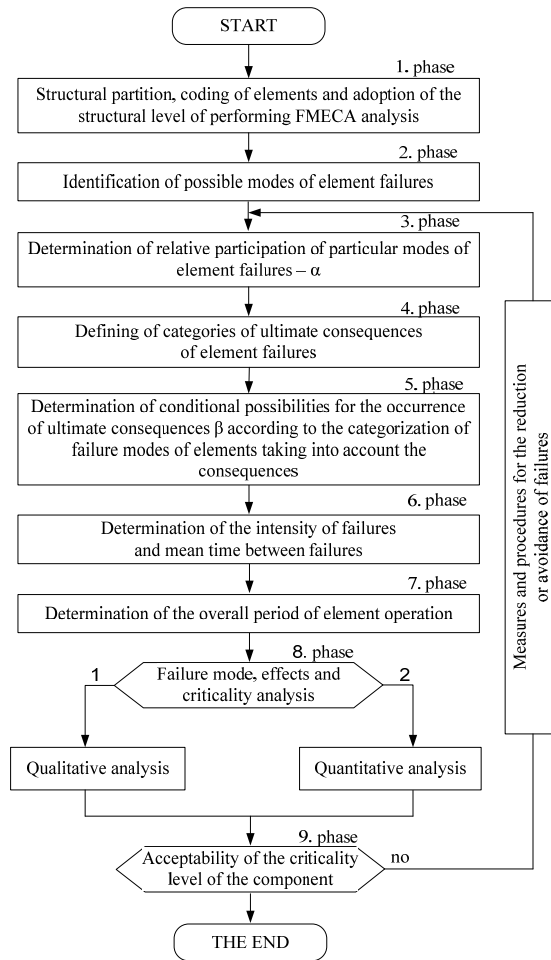 START
1. phase
Structural partition, coding of elements and adoption of the
structural level of performing FMECA analysis
2. phase
Identification of possible modes of element failures
3. phase
Determination of relative participation of particular modes of
element failures – α
4. phase
Defining of categories of ultimate consequences
of element failures
5. phase
Determination of conditional possibilities for the occurrence
of ultimate consequences β according to the categorization of
failure modes of elements taking into account the
consequences
6. phase
Determination of the intensity of failures
and mean time between failures
7. phase
Determination of the overall period of element operation
8. phase
1
Failure mode, effects and
criticality analysis
2
Qualitative analysis
Quantitative analysis
9. phase
Acceptability of the criticality
level of the component
no
THE END
Measures and procedures for the reduction
or avoidance of failures